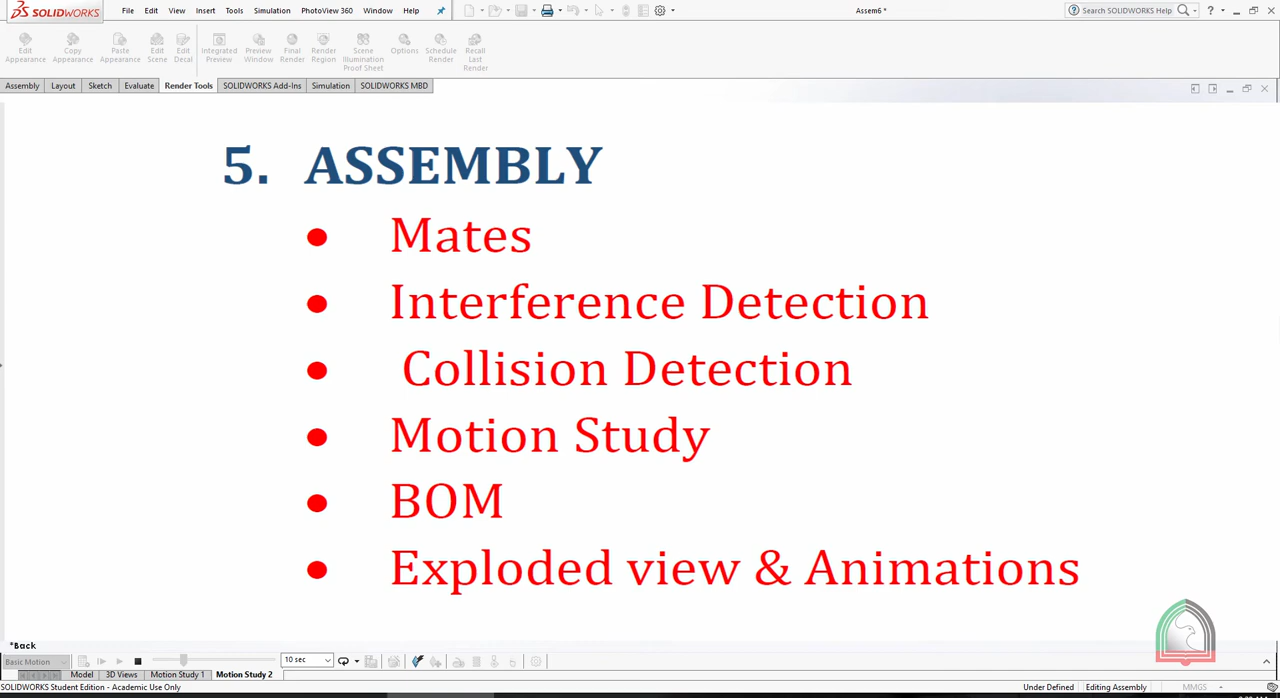 SOLIDWORKS File Edit View Insert Tools Simulation PhotoView 360 Window Help Assem6 * Search SOLIDWORKS Help ?
Edit Appearance Copy Appearance Paste Appearance Edit Scene Edit Decal Integrated Preview Preview Window Final Render Render Region Scene Illumination Proof Sheet Options Schedule Render Recall Last Render
Assembly Layout Sketch Evaluate Render Tools SOLIDWORKS Add-Ins Simulation SOLIDWORKS MBD
5. ASSEMBLY
• Mates
• Interference Detection
• Collision Detection
• Motion Study
• BOM
• Exploded view & Animations
*Back
Basic Motion 10 sec
Model 3D Views Motion Study 1 Motion Study 2
SOLIDWORKS Student Edition - Academic Use Only Under Defined Editing Assembly MMGS